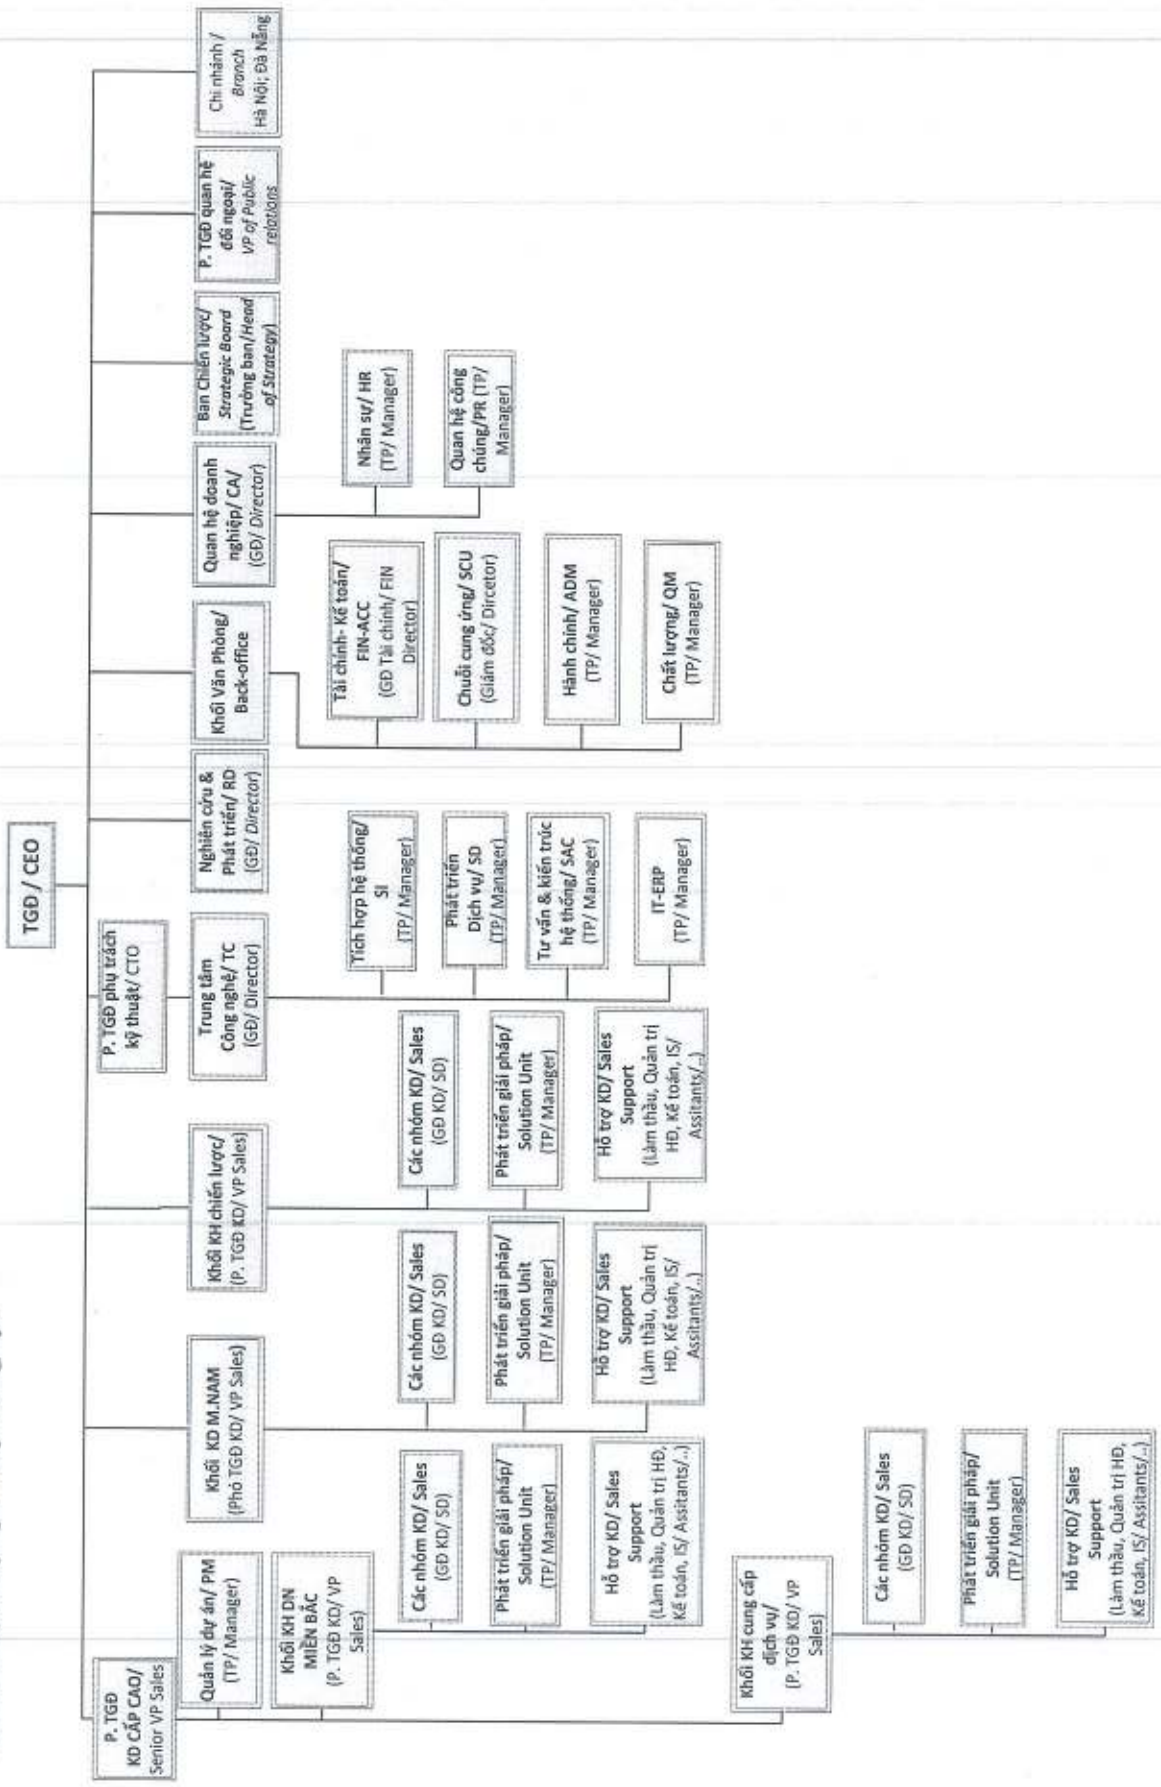 TGĐ / CEO
P. TGĐ
KD CẤP CAO/
Senior VP Sales
Quản lý dự án/ PM
(TP/ Manager)
Khối KH DN
MIỀN BẮC
(P. TGĐ KD/ VP
Sales)
Các nhóm KD/ Sales
(GĐ KD/ SD)
Phát triển giải pháp/
Solution Unit
(TP/ Manager)
Hỗ trợ KD/ Sales
Support
(Làm thầu, Quản trị HĐ,
Kế toán, IS/ Assitants/..)
Khối KH cung cấp
dịch vụ/
(P. TGĐ KD/ VP
Sales)
Các nhóm KD/ Sales
(GĐ KD/ SD)
Phát triển giải pháp/
Solution Unit
(TP/ Manager)
Hỗ trợ KD/ Sales
Support
(Làm thầu, Quản trị HĐ,
Kế toán, IS/ Assitants/..)
Khối KD M.NAM
(Phó TGĐ KD/ VP Sales)
Các nhóm KD/ Sales
(GĐ KD/ SD)
Phát triển giải pháp/
Solution Unit
(TP/ Manager)
Hỗ trợ KD/ Sales
Support
(Làm thầu, Quản trị
HĐ, Kế toán, IS/
Assitants/..)
Khối KH chiến lược/
(P. TGĐ KD/ VP Sales)
Các nhóm KD/ Sales
(GĐ KD/ SD)
Phát triển giải pháp/
Solution Unit
(TP/ Manager)
Hỗ trợ KD/ Sales
Support
(Làm thầu, Quản trị
HĐ, Kế toán, IS/
Assitants/..)
P. TGĐ phụ trách
kỹ thuật/ CTO
Trung tâm
Công nghệ/ TC
(GĐ/ Director)
Tích hợp hệ thống/
SI
(TP/ Manager)
Phát triển
Dịch vụ/ SD
(TP/ Manager)
Tư vấn & kiến trúc
hệ thống/ SAC
(TP/ Manager)
IT-ERP
(TP/ Manager)
Nghiên cứu &
Phát triển/ RD
(GĐ/ Director)
Khối Văn Phòng/
Back-office
Tài chính- Kế toán/
FIN-ACC
(GĐ Tài chính/ FIN
Director)
Chuỗi cung ứng/ SCU
(Giám đốc/ Dircetor)
Hành chính/ ADM
(TP/ Manager)
Chất lượng/ QM
(TP/ Manager)
Quan hệ doanh
nghiệp/ CA/
(GĐ/ Director)
Nhân sự/ HR
(TP/ Manager)
Quan hệ công
chúng/PR (TP/
Manager)
Ban Chiến lược/
Strategic Board
(Trưởng ban/Head
of Strategy)
P. TGĐ quan hệ
đối ngoại/
VP of Public
relations
Chi nhánh /
Branch
Hà Nội; Đà Nẵng